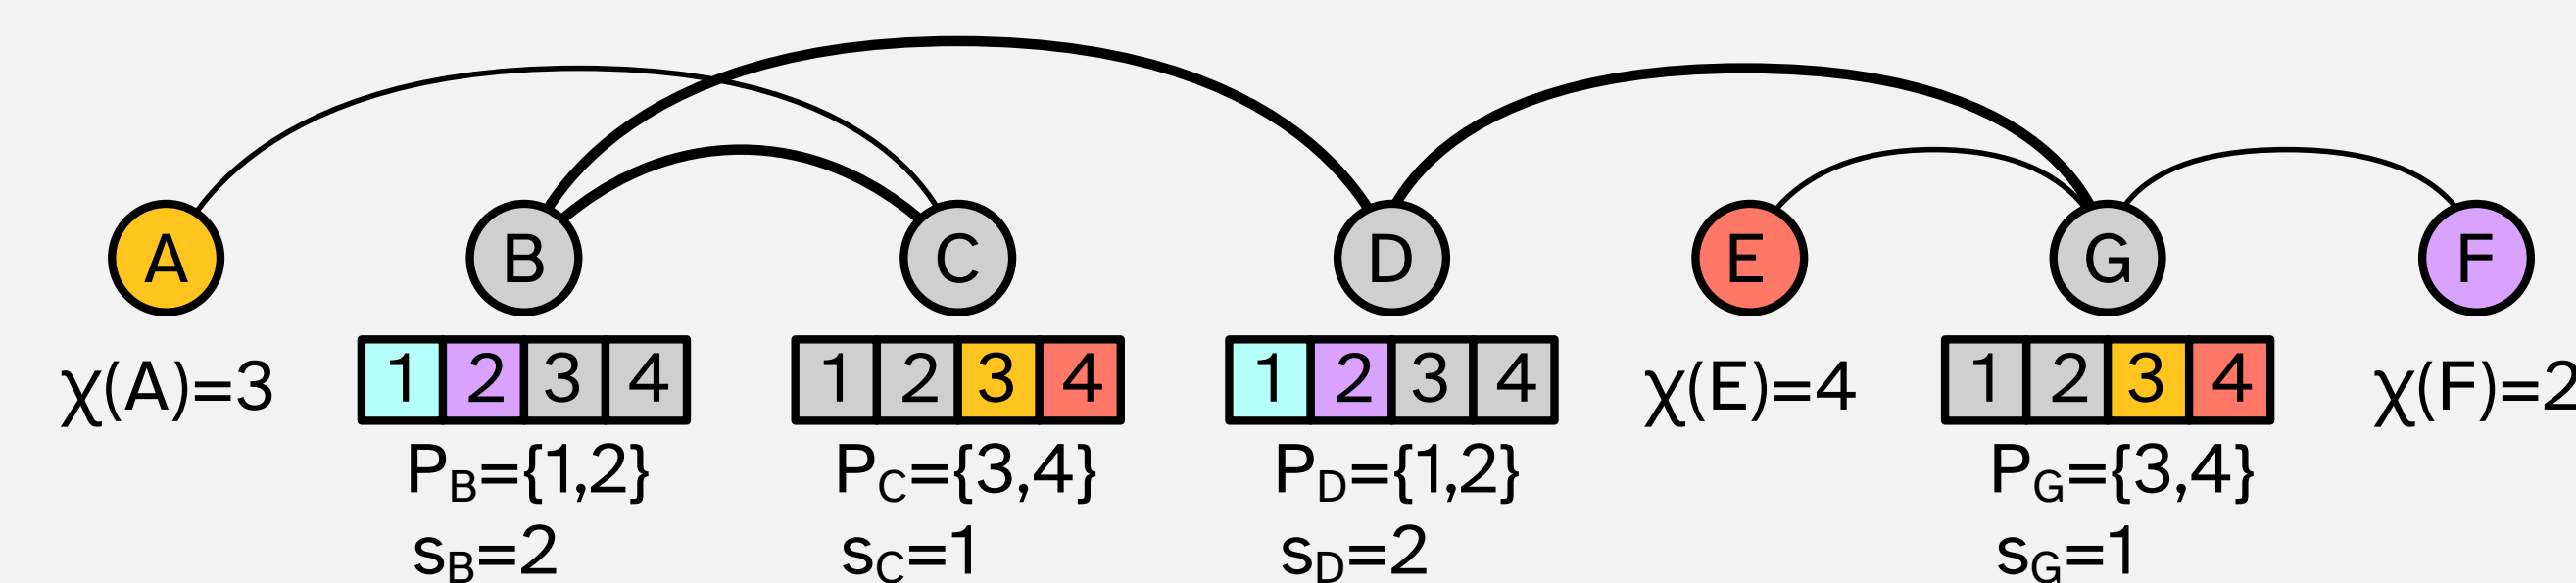 A B C D E G F
1 2 3 4 1 2 3 4 1 2 3 4 1 2 3 4
χ(A)=3 χ(E)=4 χ(F)=2
P_B={1,2} P_C={3,4} P_D={1,2} P_G={3,4}
s_B=2 s_C=1 s_D=2 s_G=1